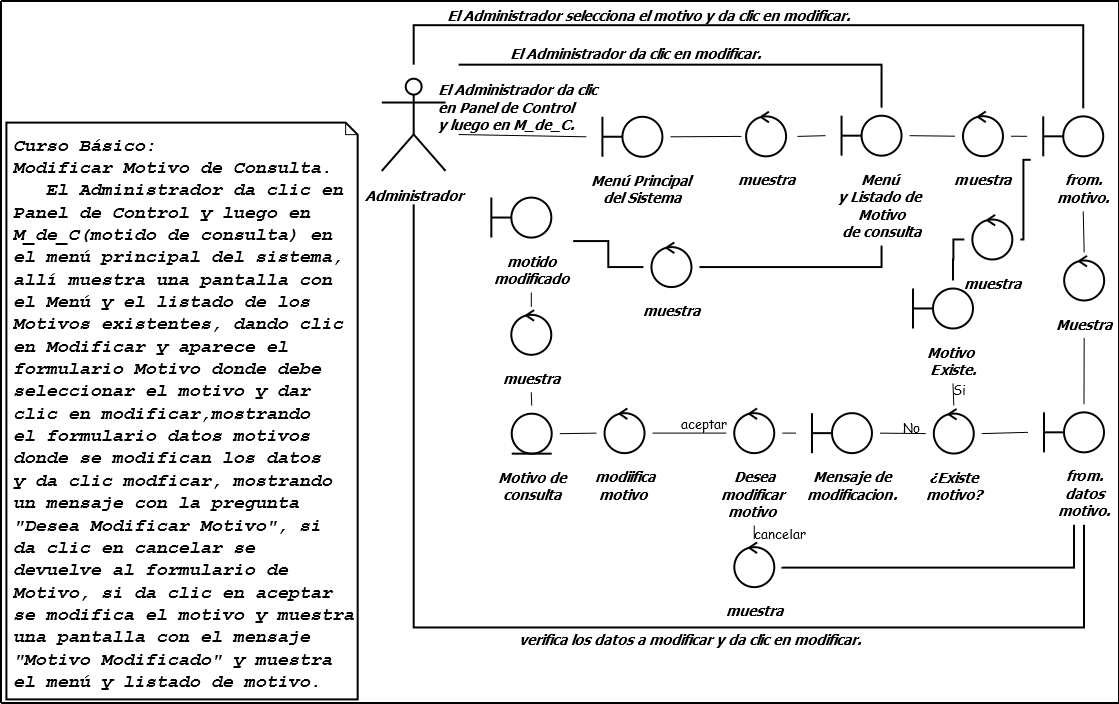 El Administrador selecciona el motivo y da clic en modificar.
El Administrador da clic en modificar.
El Administrador da clic
en Panel de Control
y luego en M_de_C.
Administrador
Menú Principal
del Sistema
muestra
Menú
y Listado de
Motivo
de consulta
muestra
from.
motivo.
motido
modificado
muestra
muestra
Motivo
Existe.
Si
Muestra
muestra
aceptar
No
Motivo de
consulta
modiifica
motivo
Desea
modificar
motivo
Mensaje de
modificacion.
¿Existe
motivo?
from.
datos
motivo.
cancelar
muestra
verifica los datos a modificar y da clic en modificar.
Curso Básico:
Modificar Motivo de Consulta.
El Administrador da clic en
Panel de Control y luego en
M_de_C(motido de consulta) en
el menú principal del sistema,
allí muestra una pantalla con
el Menú y el listado de los
Motivos existentes, dando clic
en Modificar y aparece el
formulario Motivo donde debe
seleccionar el motivo y dar
clic en modificar,mostrando
el formulario datos motivos
donde se modifican los datos
y da clic modficar, mostrando
un mensaje con la pregunta
"Desea Modificar Motivo", si
da clic en cancelar se
devuelve al formulario de
Motivo, si da clic en aceptar
se modifica el motivo y muestra
una pantalla con el mensaje
"Motivo Modificado" y muestra
el menú y listado de motivo.